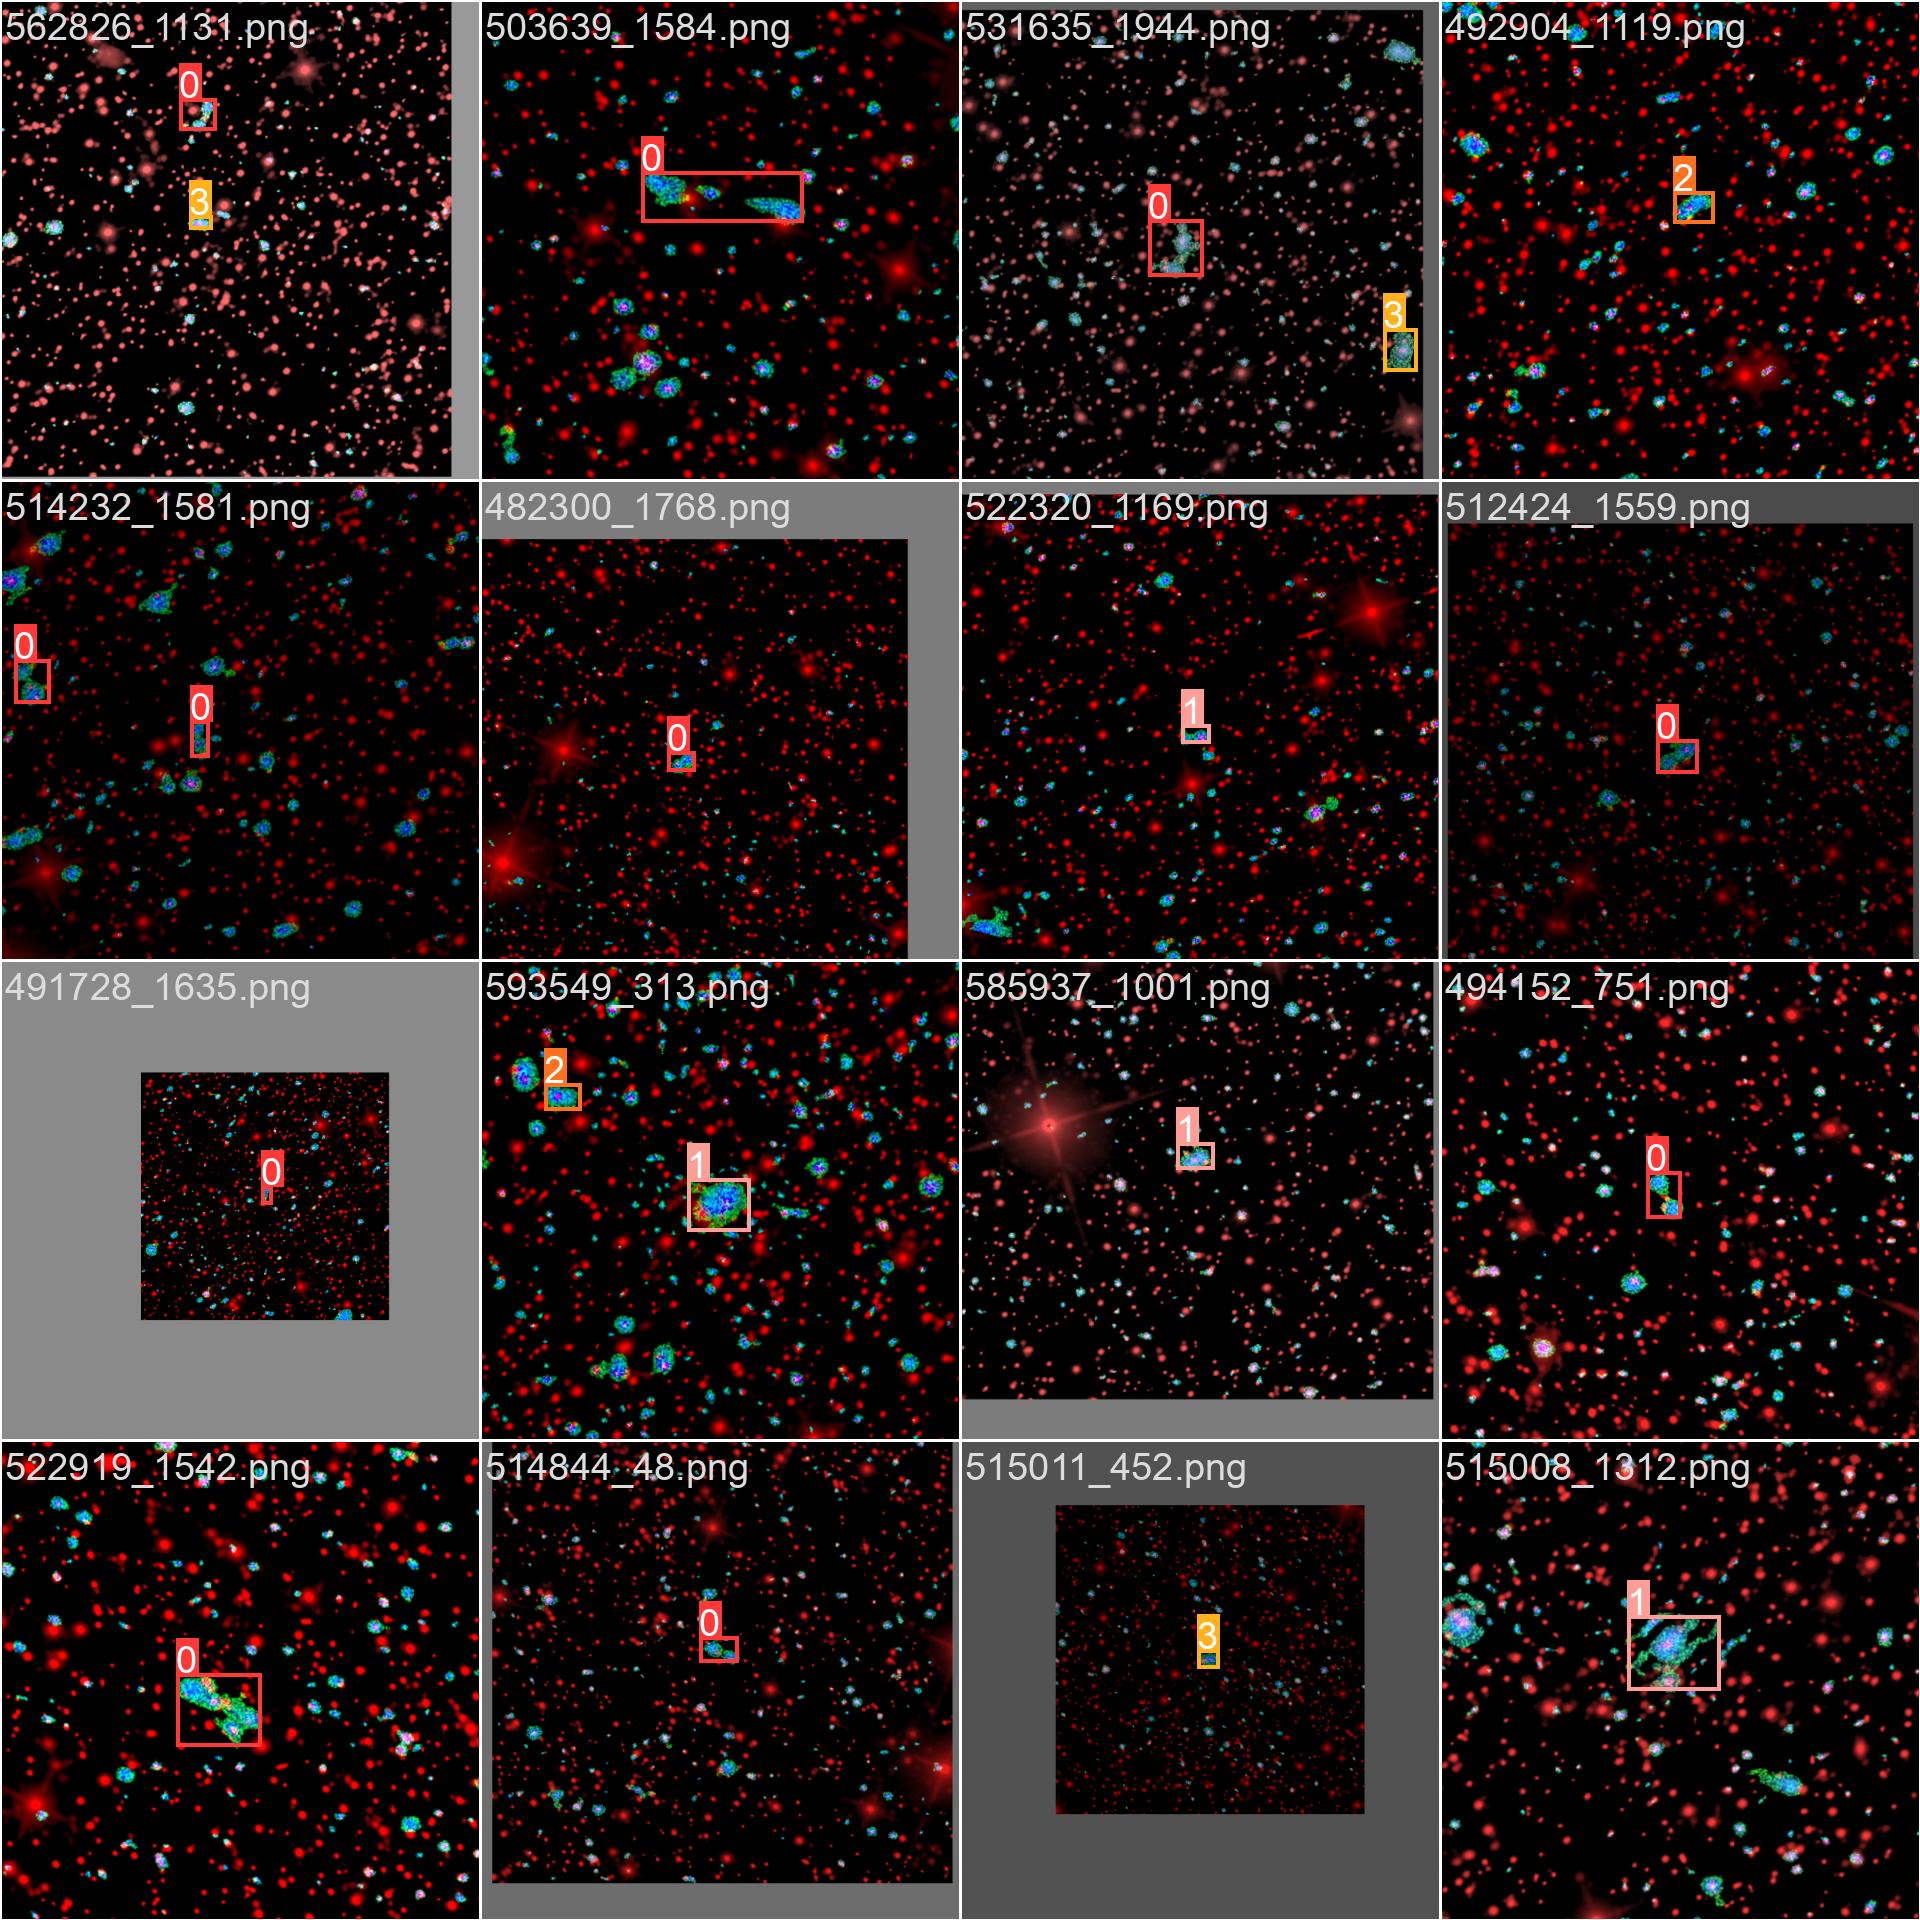 562826_1131.png
0
3
503639_1584.png
0
531635_1944.png
0
3
492904_1119.png
2
514232_1581.png
0
0
482300_1768.png
0
522320_1169.png
1
512424_1559.png
0
491728_1635.png
0
593549_313.png
2
1
585937_1001.png
1
494152_751.png
0
522919_1542.png
0
514844_48.png
0
515011_452.png
3
515008_1312.png
1